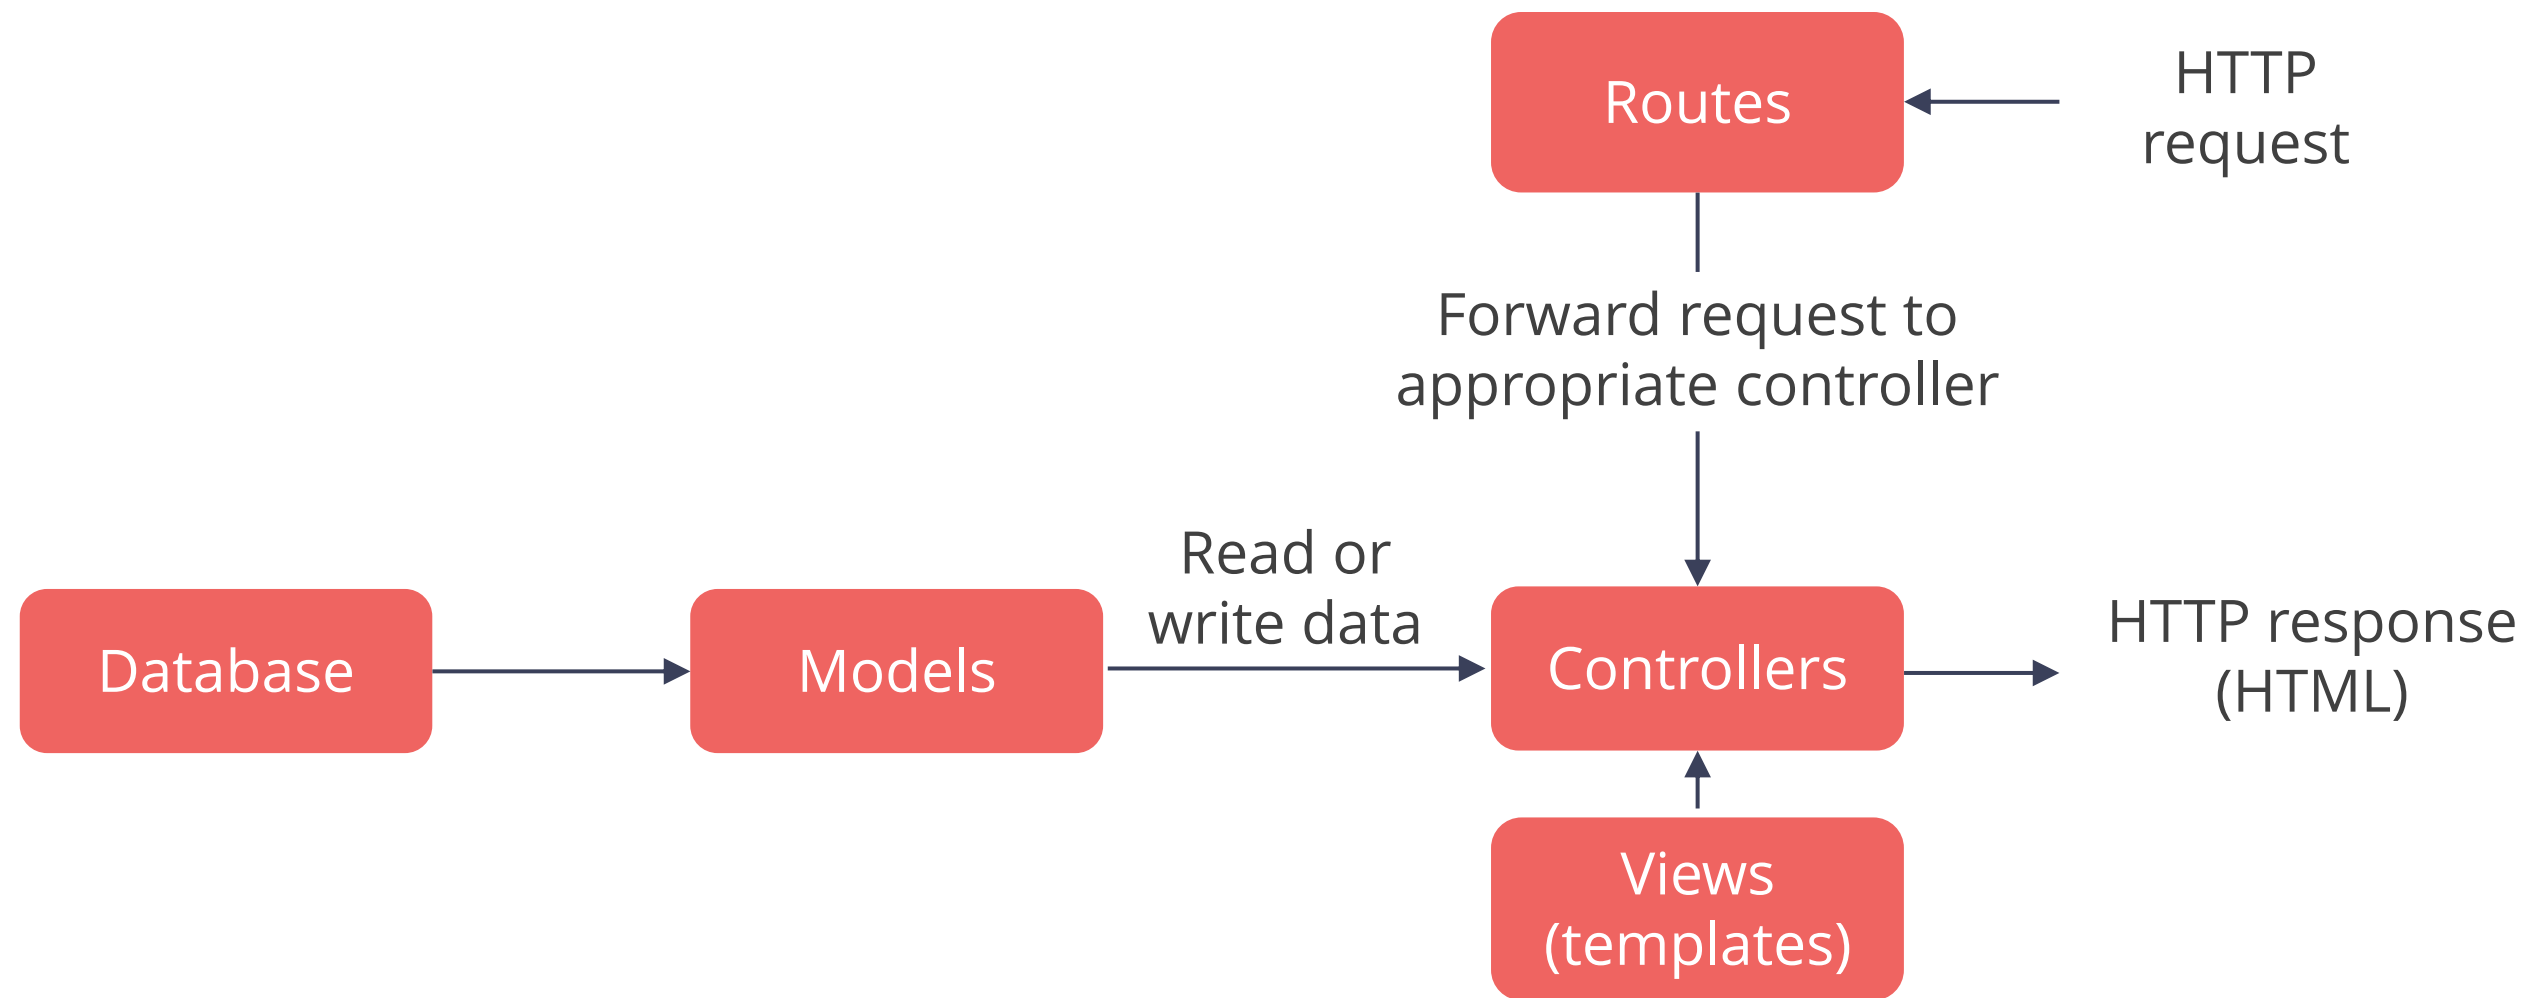 Routes
HTTP
request
Forward request to
appropriate controller
Read or
write data
Database
Models
Controllers
HTTP response
(HTML)
Views
(templates)